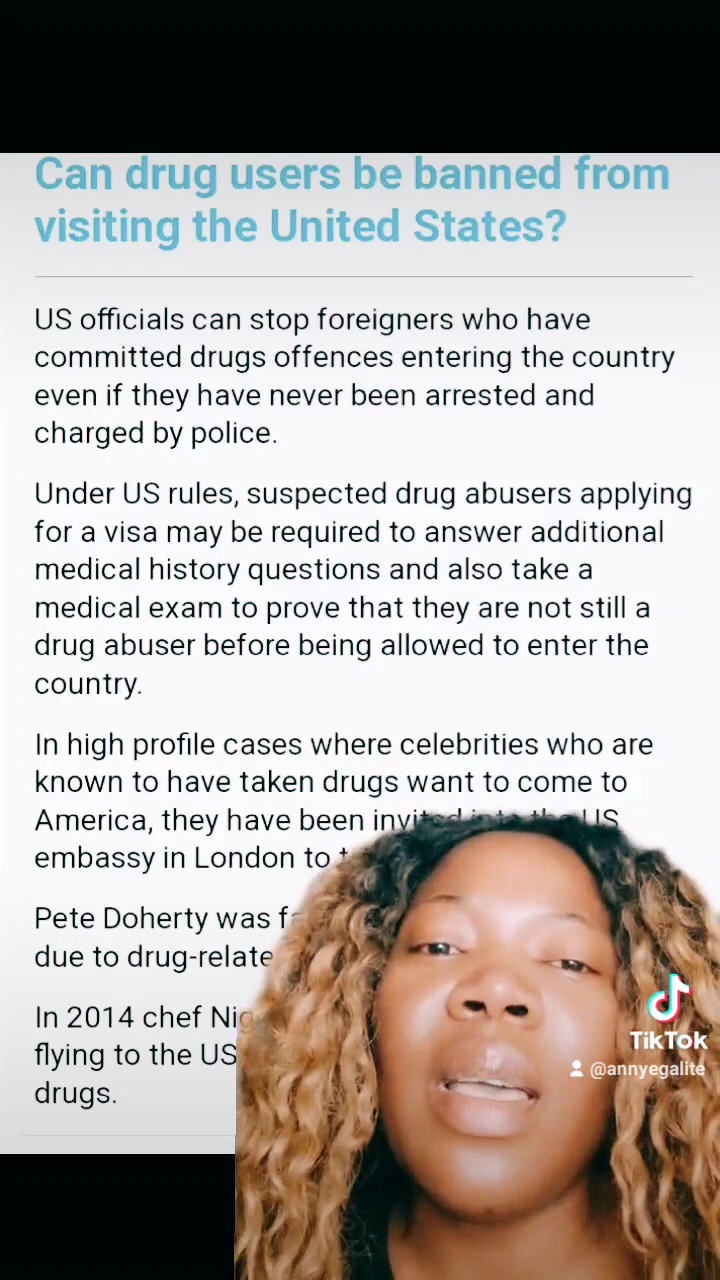 Can drug users be banned from
visiting the United States?
US officials can stop foreigners who have
committed drugs offences entering the country
even if they have never been arrested and
charged by police.
Under US rules, suspected drug abusers applying
for a visa may be required to answer additional
medical history questions and also take a
medical exam to prove that they are not still a
drug abuser before being allowed to enter the
country.
In high profile cases where celebrities who are
known to have taken drugs want to come to
America, they have been invited into the US
embassy in London to
Pete Doherty was
due to drug-relate
In 2014 chef Nig
flying to the US
drugs.
TikTok
@annyegalite